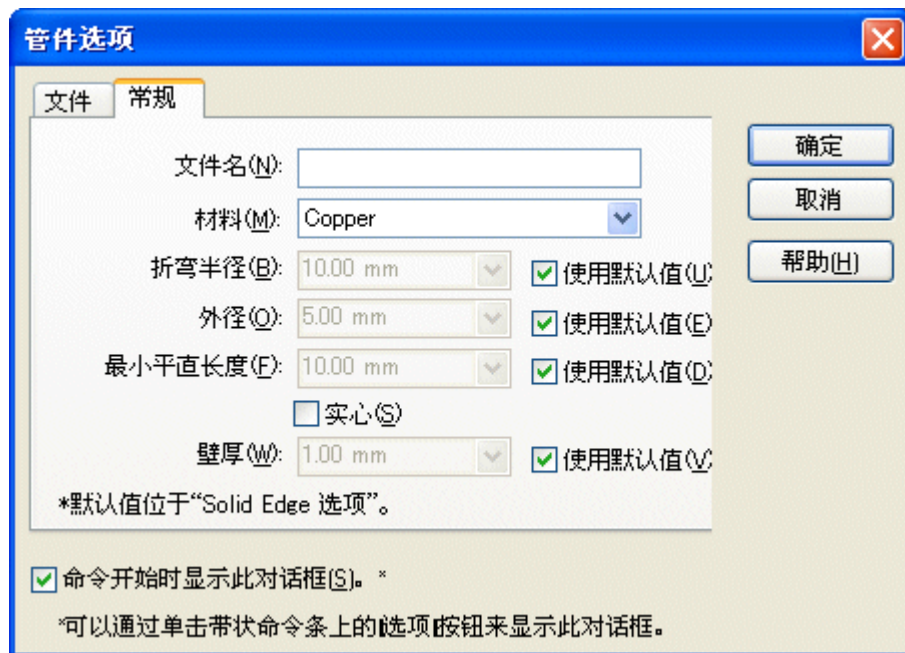 管件选项
文件 常规
文件名(N):
材料(M): Copper
折弯半径(B): 10.00 mm 使用默认值(U)
外径(O): 5.00 mm 使用默认值(E)
最小平直长度(F): 10.00 mm 使用默认值(D)
实心(S)
壁厚(W): 1.00 mm 使用默认值(V)
*默认值位于“Solid Edge 选项”。
确定
取消
帮助(H)
命令开始时显示此对话框(S)。*
*可以通过单击带状命令条上的“选项”按钮来显示此对话框。